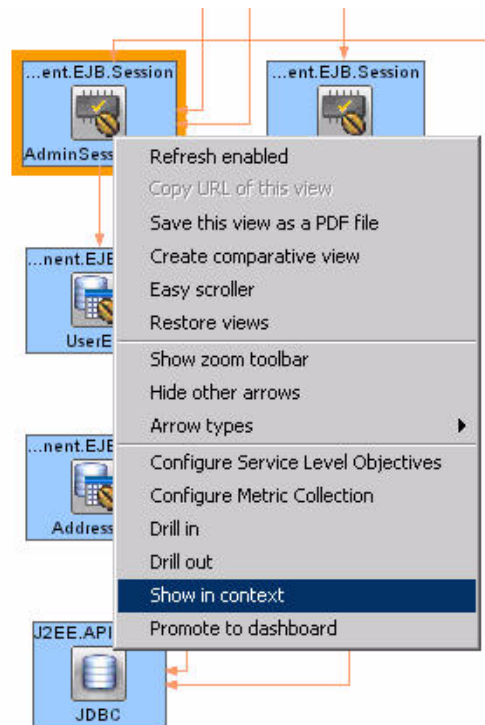 ...ent.EJB.Session
...ent.EJB.Session
AdminSess
Refresh enabled
Copy URL of this view
Save this view as a PDF file
Create comparative view
Easy scroller
Restore views
...nent.EJB
UserE
Show zoom toolbar
Hide other arrows
Arrow types
...nent.EJB
Address
Configure Service Level Objectives
Configure Metric Collection
Drill in
Drill out
Show in context
Promote to dashboard
J2EE.API
JDBC